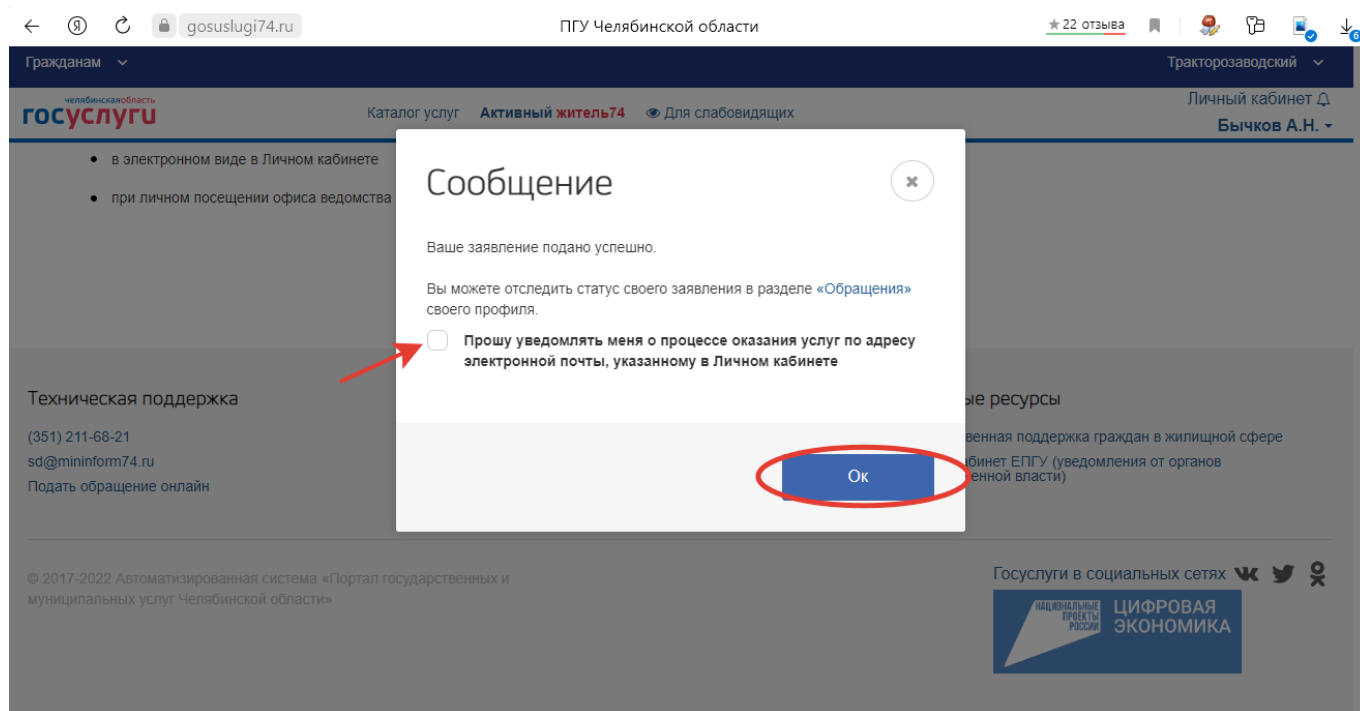 gosuslugi74.ru
ПГУ Челябинской области
22 отзыва
6
Гражданам
Тракторозаводский
челябинскаяобласть
госуслуги
Каталог услуг
Активный житель74
Для слабовидящих
Личный кабинет
Бычков А.Н.
в электронном виде в Личном кабинете
при личном посещении офиса ведомства
Сообщение
Ваше заявление подано успешно.
Вы можете отследить статус своего заявления в разделе «Обращения»
своего профиля.
Прошу уведомлять меня о процессе оказания услуг по адресу
электронной почты, указанному в Личном кабинете
Ок
Техническая поддержка
(351) 211-68-21
sd@mininform74.ru
Подать обращение онлайн
ые ресурсы
венная поддержка граждан в жилищной сфере
бинет ЕПГУ (уведомления от органов
енной власти)
© 2017-2022 Автоматизированная система «Портал государственных и
муниципальных услуг Челябинской области»
Госуслуги в социальных сетях
НАЦИОНАЛЬНЫЕ
ПРОЕКТЫ
РОССИИ
ЦИФРОВАЯ
ЭКОНОМИКА